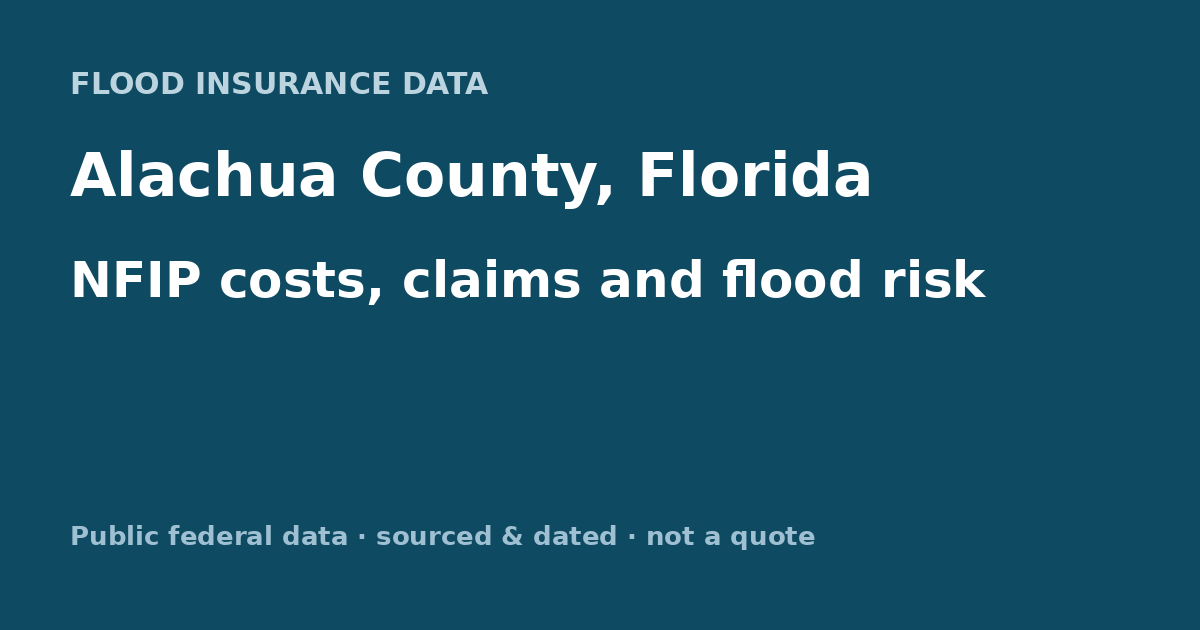 FLOOD INSURANCE DATA
Alachua County, Florida
NFIP costs, claims and flood risk
Public federal data · sourced & dated · not a quote